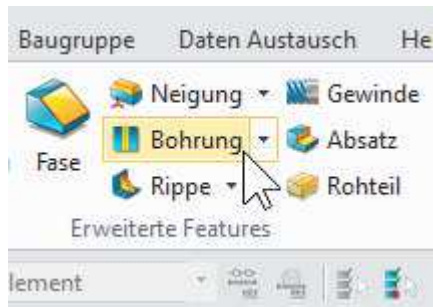 Baugruppe Daten Austausch He
Neigung Gewinde
Fase Bohrung Absatz
Rippe Rohteil
Erweiterte Features
lement